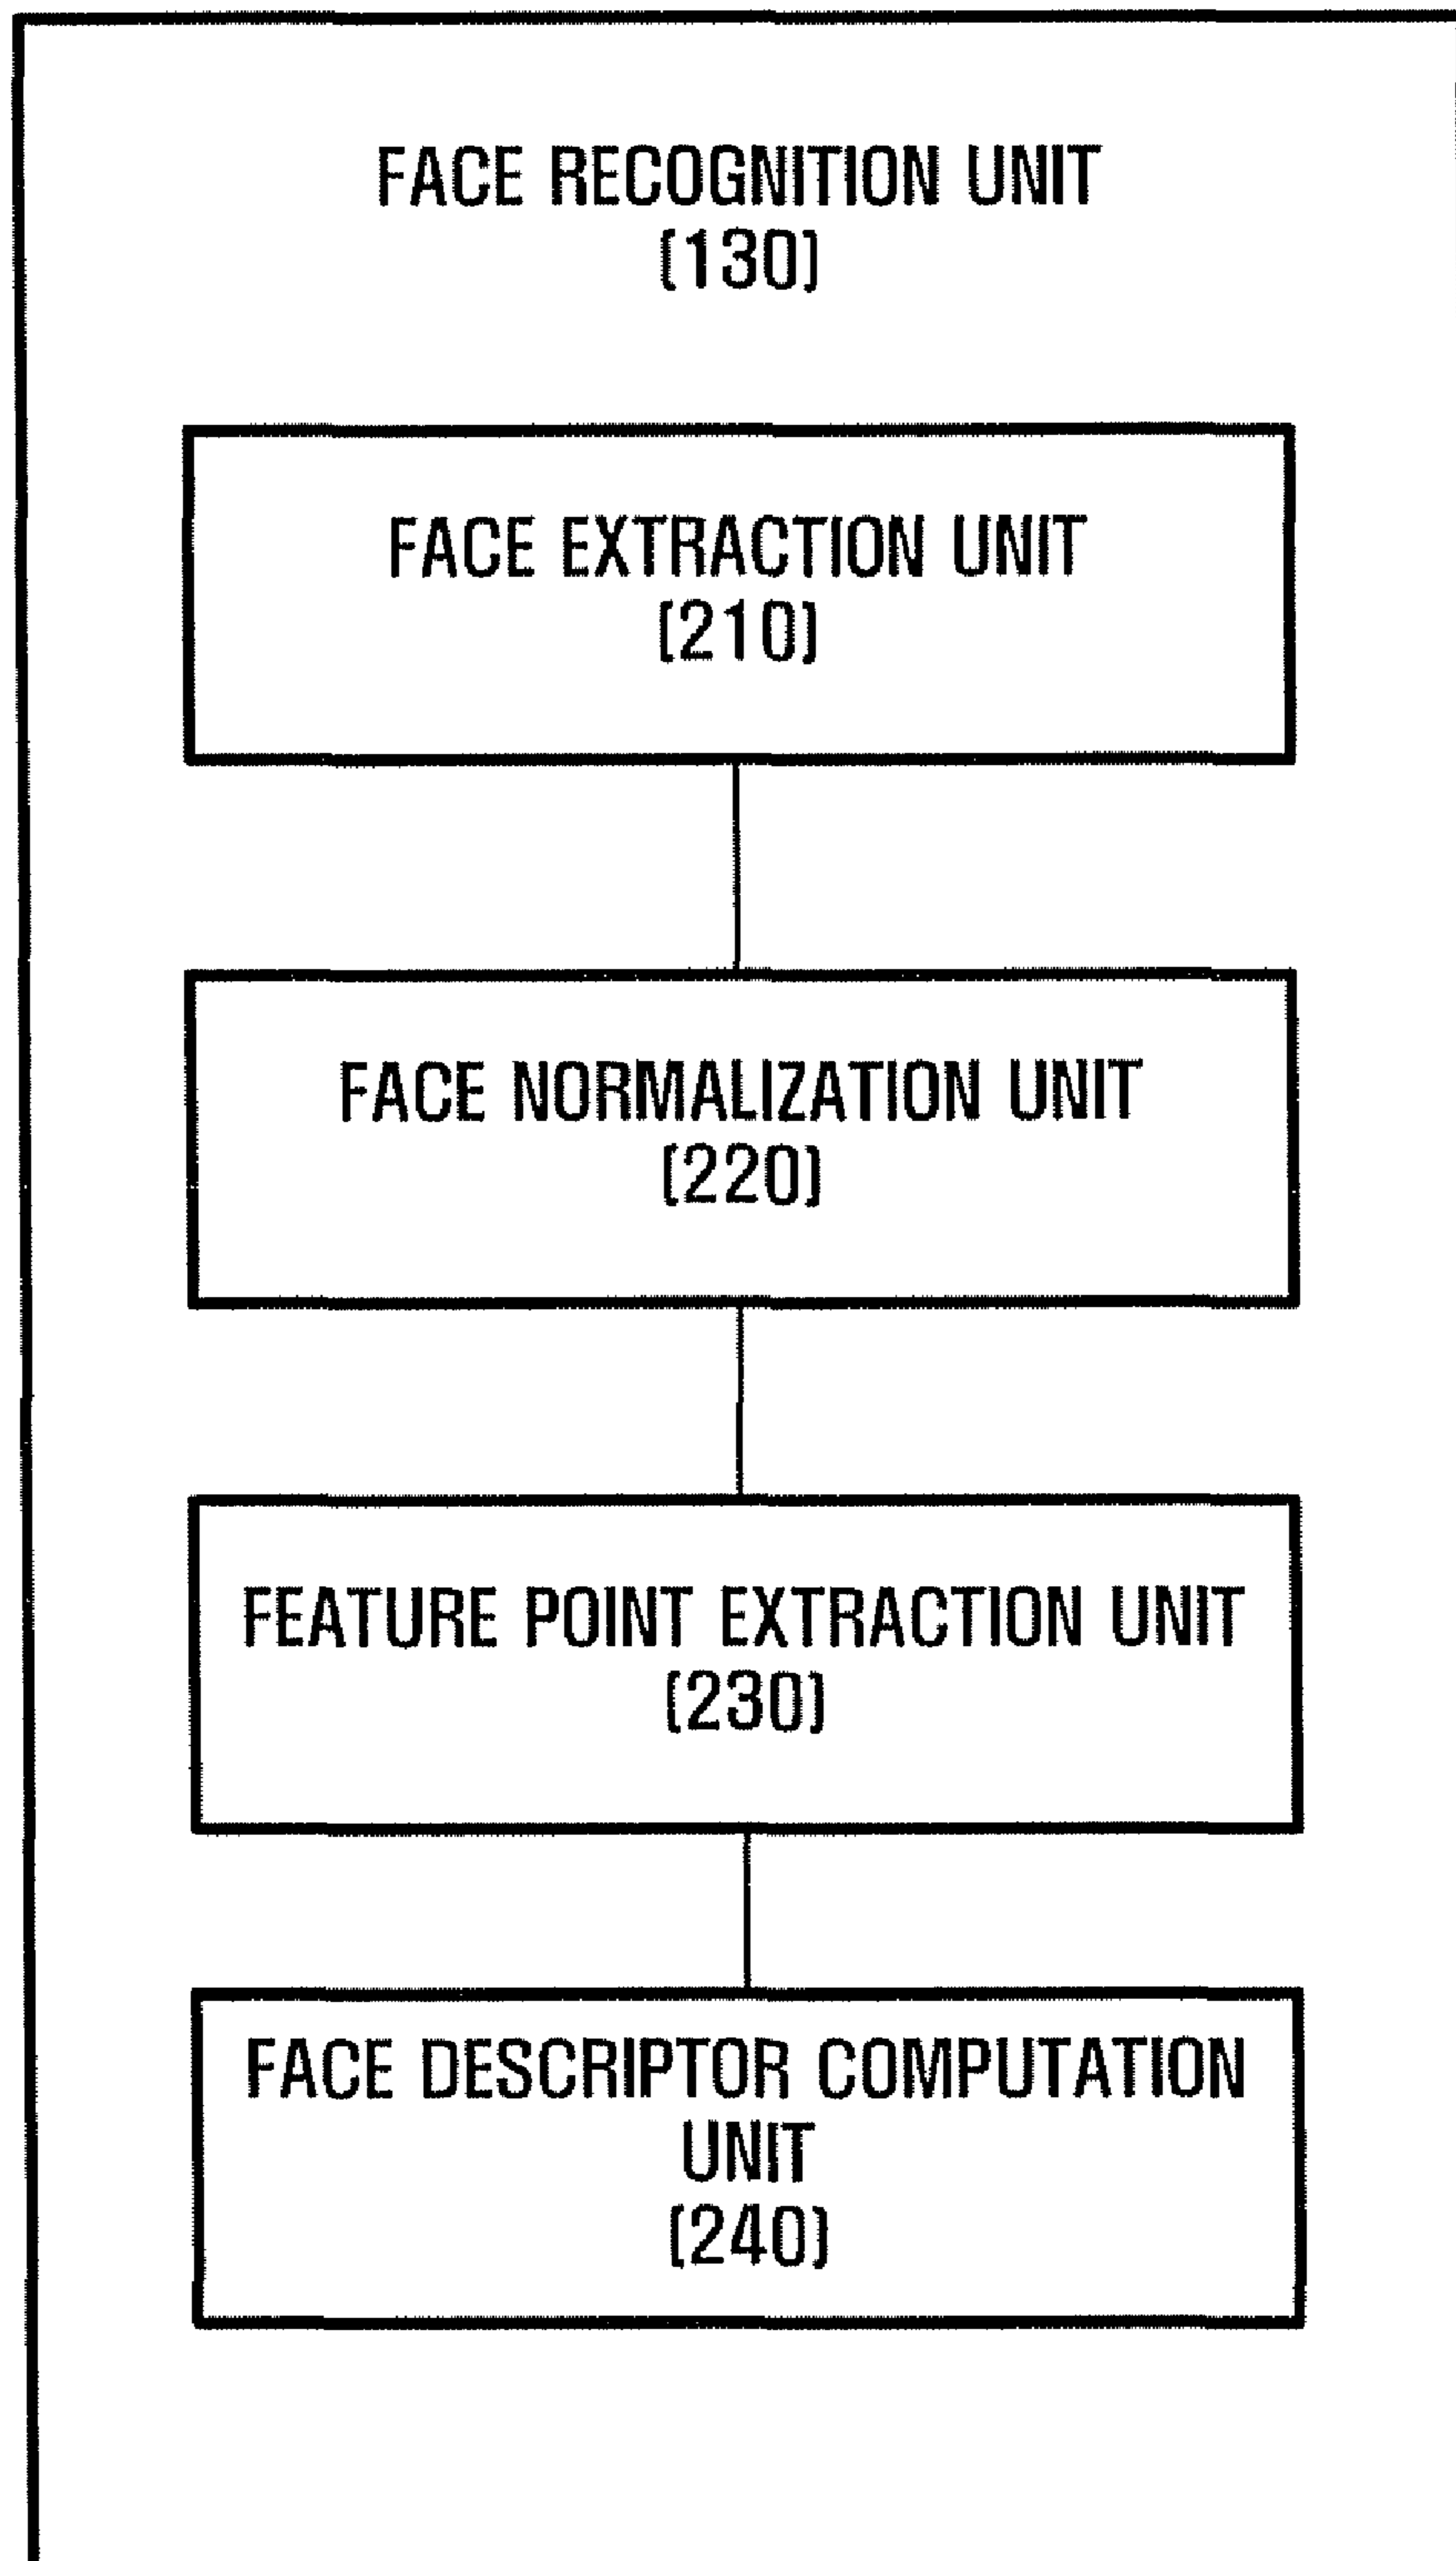 FACE RECOGNITION UNIT
(130)
FACE EXTRACTION UNIT
(210)
FACE NORMALIZATION UNIT
(220)
FEATURE POINT EXTRACTION UNIT
(230)
FACE DESCRIPTOR COMPUTATION
UNIT
(240)